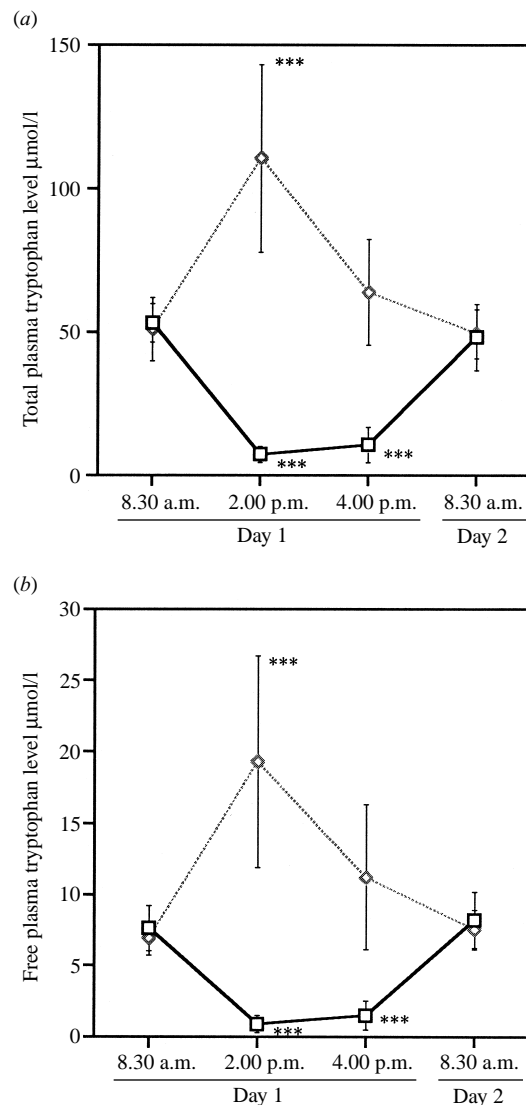 (a)
Total plasma tryptophan level µmol/l
150
100
50
0
***
***
***
8.30 a.m. 2.00 p.m. 4.00 p.m. 8.30 a.m.
Day 1 Day 2
(b)
Free plasma tryptophan level µmol/l
30
25
20
15
10
5
0
***
***
***
8.30 a.m. 2.00 p.m. 4.00 p.m. 8.30 a.m.
Day 1 Day 2